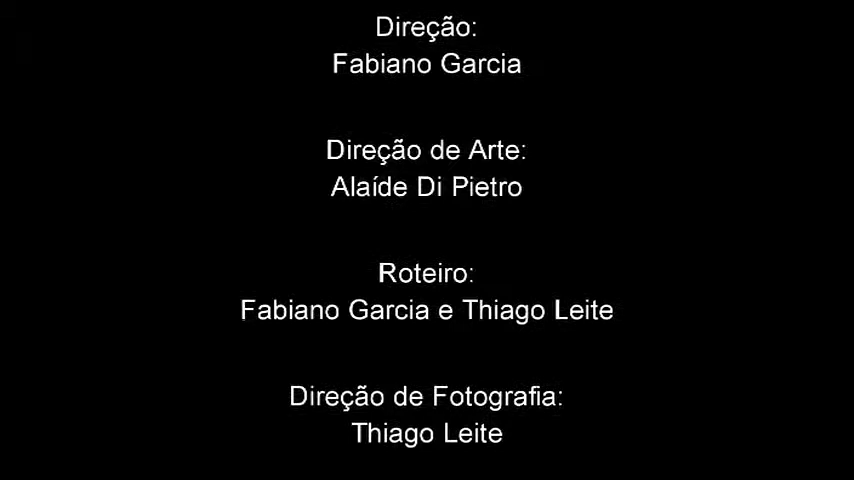 Direção:
Fabiano Garcia
Direção de Arte:
Alaíde Di Pietro
Roteiro:
Fabiano Garcia e Thiago Leite
Direção de Fotografia:
Thiago Leite